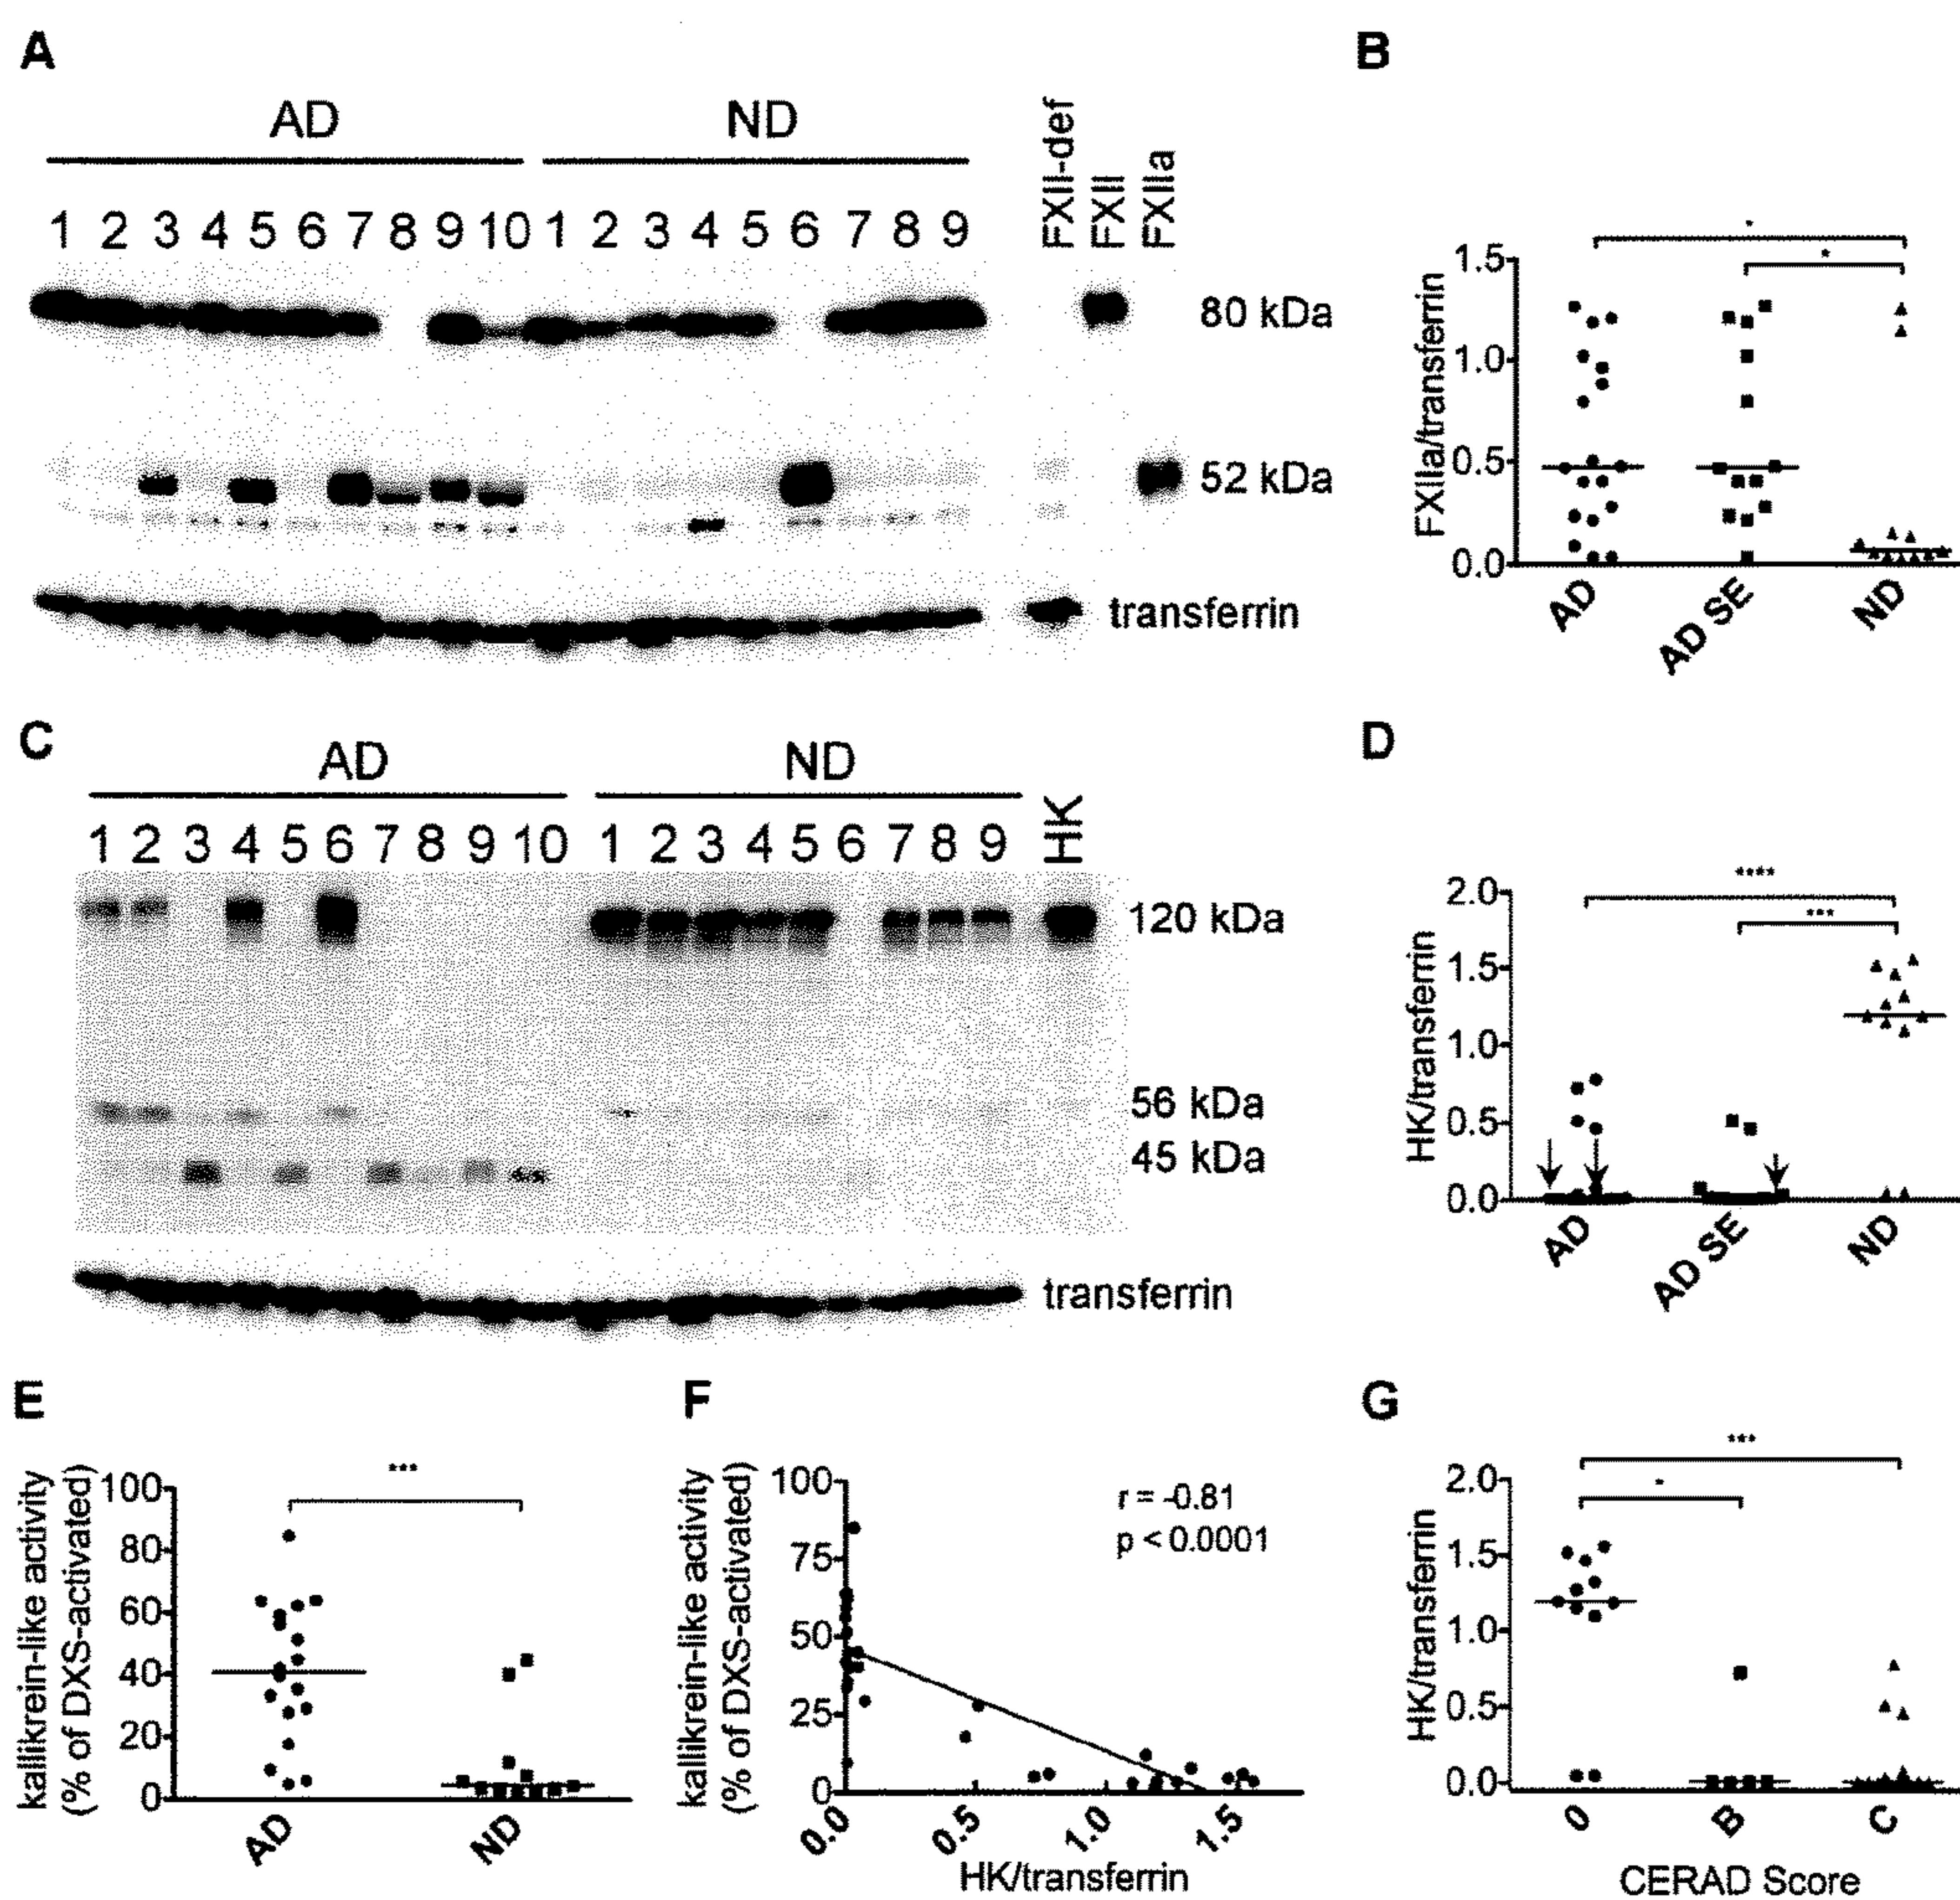 A
AD ND
FXII-def
FXII
FXIIa
1 2 3 4 5 6 7 8 9 10 1 2 3 4 5 6 7 8 9
80 kDa
52 kDa
transferrin
B
* 
*
FXIIa/transferrin
1.5
1.0
0.5
0.0
AD
AD SE
ND
C
AD ND
HK
1 2 3 4 5 6 7 8 9 10 1 2 3 4 5 6 7 8 9
120 kDa
56 kDa
45 kDa
transferrin
D
****
***
HK/transferrin
2.0
1.5
1.0
0.5
0.0
AD
AD SE
ND
E
***
kallikrein-like activity
(% of DXS-activated)
100
80
60
40
20
0
AD
ND
F
kallikrein-like activity
(% of DXS-activated)
100
75
50
25
0
r = -0.81
p < 0.0001
0.0
0.5
1.0
1.5
HK/transferrin
G
***
*
HK/transferrin
2.0
1.5
1.0
0.5
0.0
0
B
C
CERAD Score